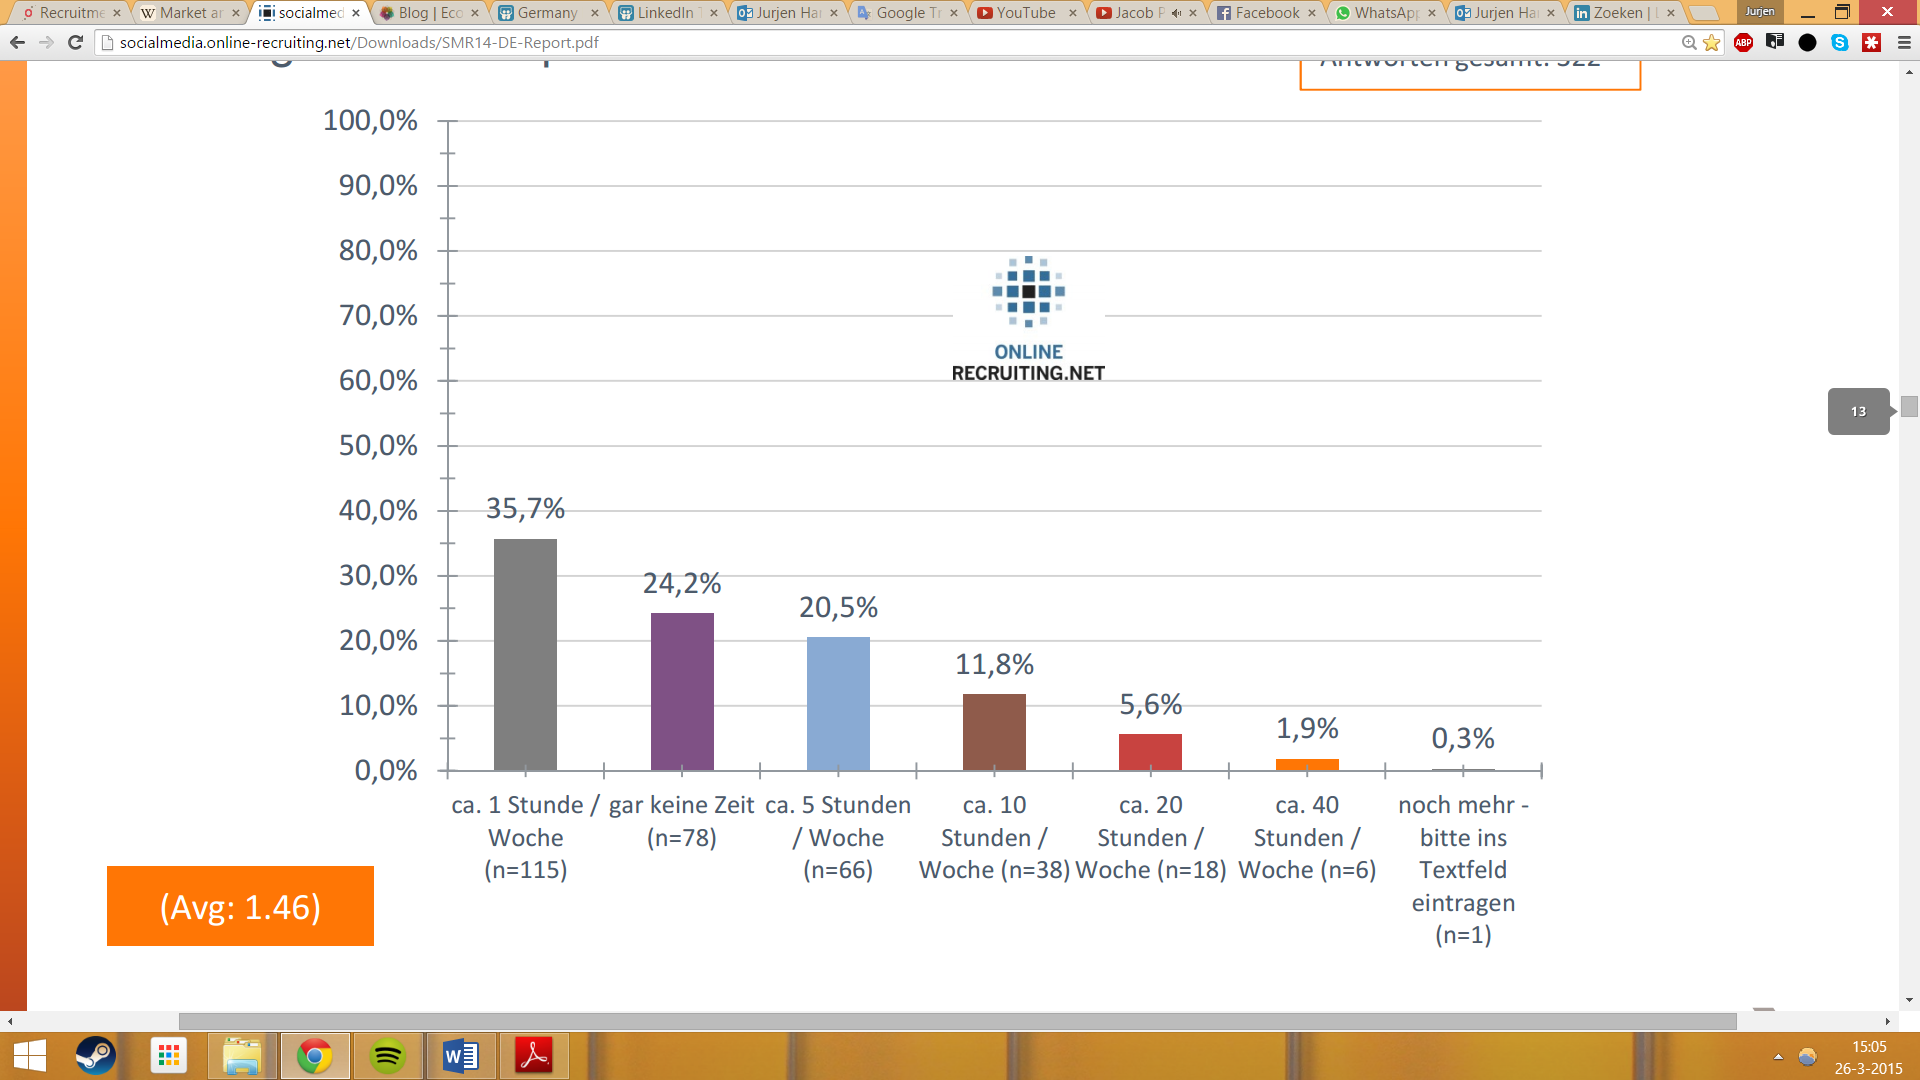 Recruitme
Market an
socialmed
Blog | Eco
Germany
LinkedIn T
Jurjen Har
Google Tr
YouTube
Jacob P
Facebook
WhatsApp
Jurjen Har
Zoeken | L
Jurjen
socialmedia.online-recruiting.net/Downloads/SMR14-DE-Report.pdf
ABP
Antworten gesamt: 322
100,0%
90,0%
80,0%
70,0%
60,0%
50,0%
40,0%
30,0%
20,0%
10,0%
0,0%
ONLINE
RECRUITING.NET
13
35,7%
24,2%
20,5%
11,8%
5,6%
1,9%
0,3%
ca. 1 Stunde /
Woche
(n=115)
gar keine Zeit
(n=78)
ca. 5 Stunden
/ Woche
(n=66)
ca. 10
Stunden /
Woche (n=38)
ca. 20
Stunden /
Woche (n=18)
ca. 40
Stunden /
Woche (n=6)
noch mehr -
bitte ins
Textfeld
eintragen
(n=1)
(Avg: 1.46)
15:05
26-3-2015